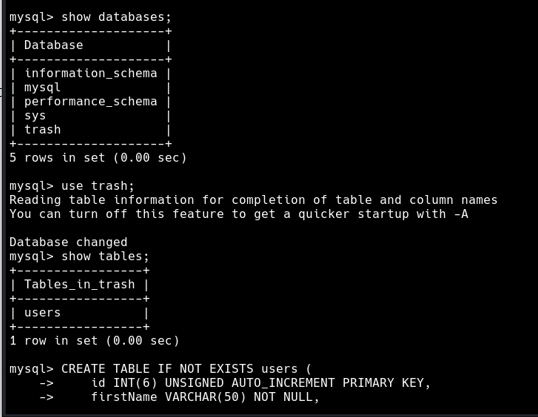 mysql> show databases;
+--------------------+
| Database           |
+--------------------+
| information_schema |
| mysql              |
| performance_schema |
| sys                |
| trash              |
+--------------------+
5 rows in set (0.00 sec)

mysql> use trash;
Reading table information for completion of table and column names
You can turn off this feature to get a quicker startup with -A

Database changed
mysql> show tables;
+-----------------+
| Tables_in_trash |
+-----------------+
| users           |
+-----------------+
1 row in set (0.00 sec)

mysql> CREATE TABLE IF NOT EXISTS users (
    ->     id INT(6) UNSIGNED AUTO_INCREMENT PRIMARY KEY,
    ->     firstName VARCHAR(50) NOT NULL,